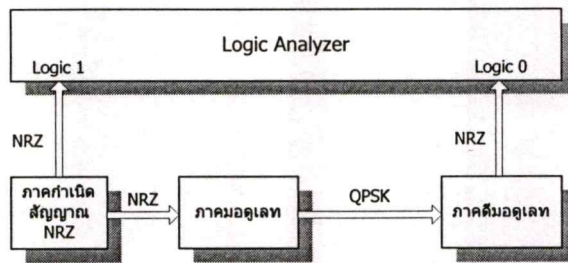 Logic Analyzer
Logic 1
Logic 0
NRZ
NRZ
ภาคกำเนิด
สัญญาณ
NRZ
NRZ
ภาคมอดูเลท
QPSK
ภาคดีมอดูเลท